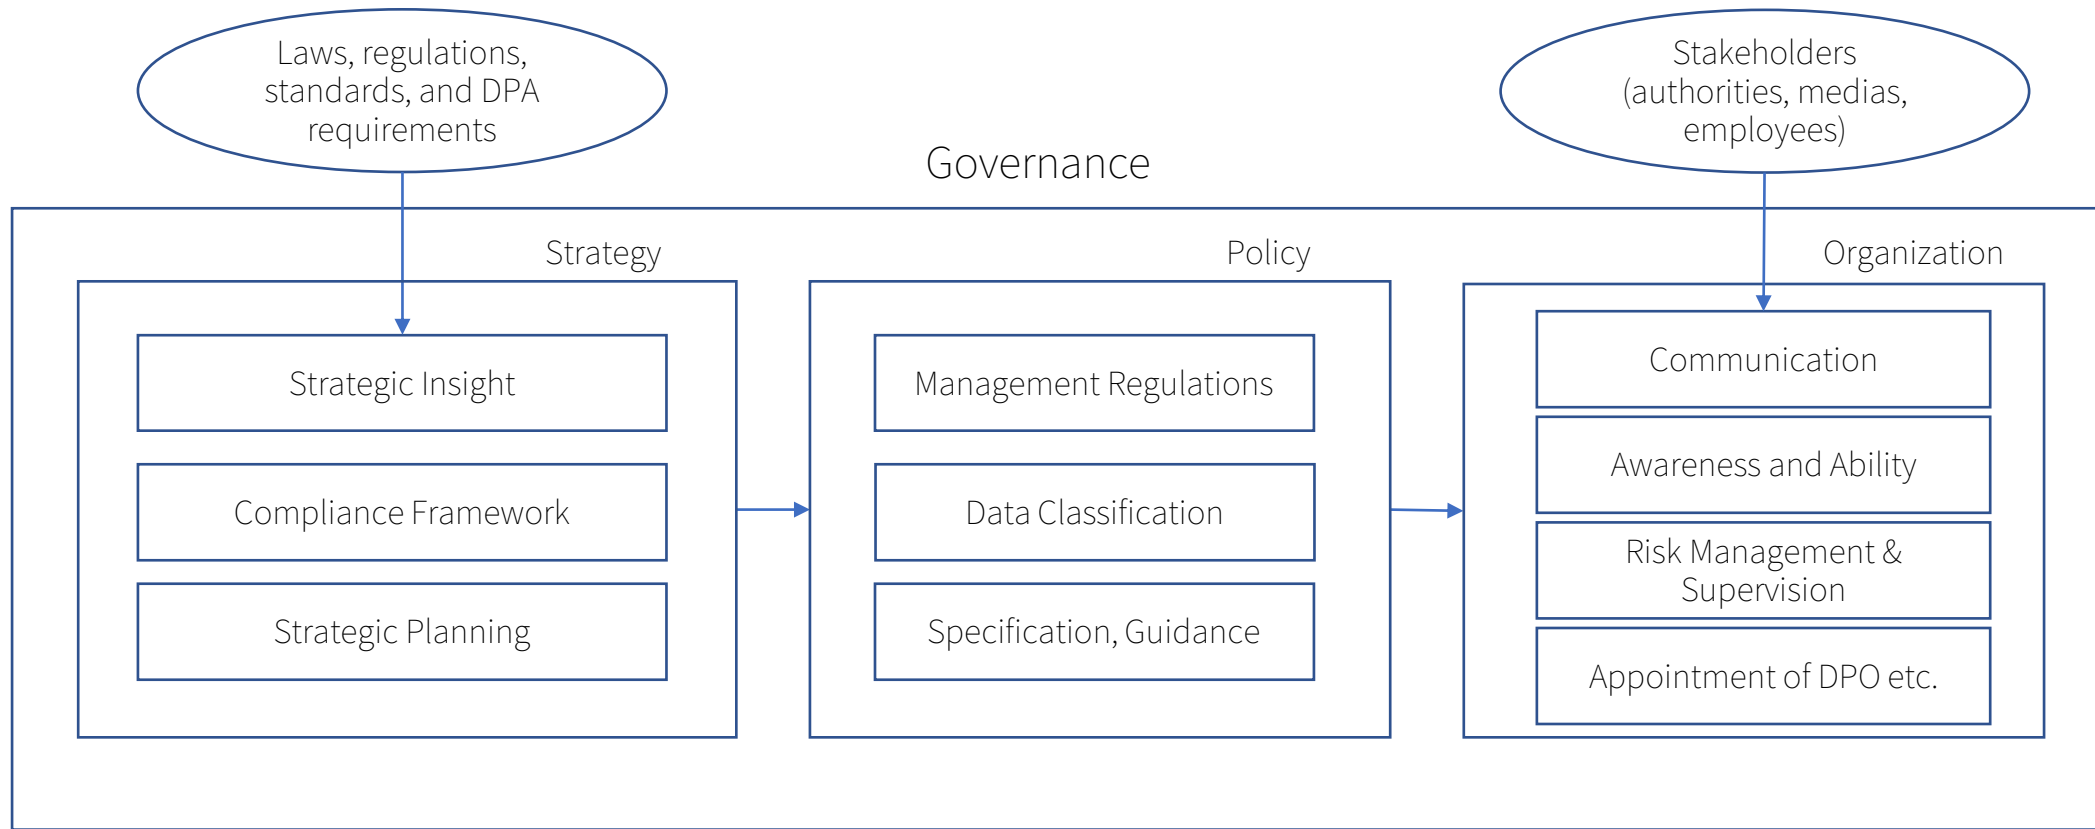 Laws, regulations,
standards, and DPA
requirements
Stakeholders
(authorities, medias,
employees)
Governance
Strategy
Strategic Insight
Compliance Framework
Strategic Planning
Policy
Management Regulations
Data Classification
Specification, Guidance
Organization
Communication
Awareness and Ability
Risk Management &
Supervision
Appointment of DPO etc.